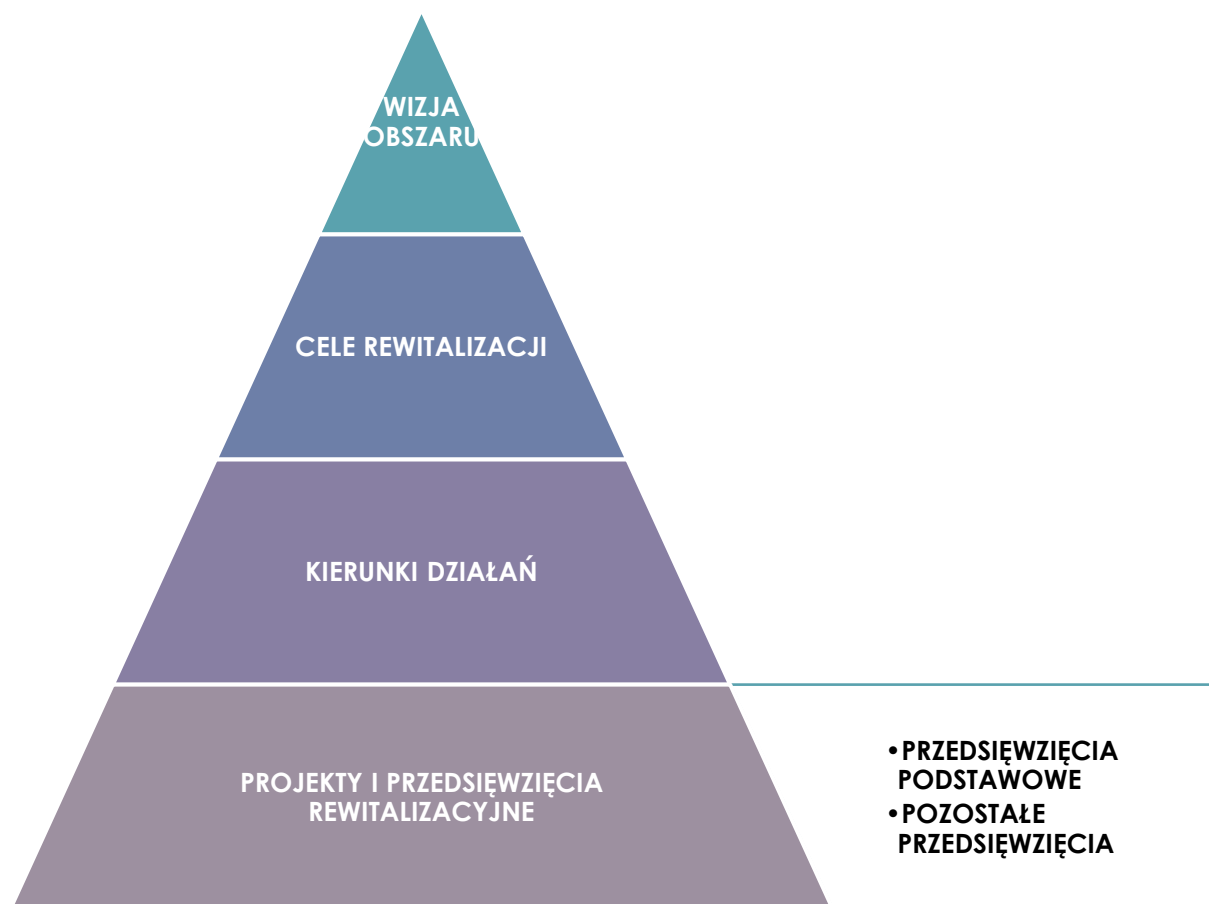 WIZJA
OBSZARU
CELE REWITALIZACJI
KIERUNKI DZIAŁAŃ
PROJEKTY I PRZEDSIĘWZIĘCIA
REWITALIZACYJNE
•PRZEDSIĘWZIĘCIA
PODSTAWOWE
•POZOSTAŁE
PRZEDSIĘWZIĘCIA